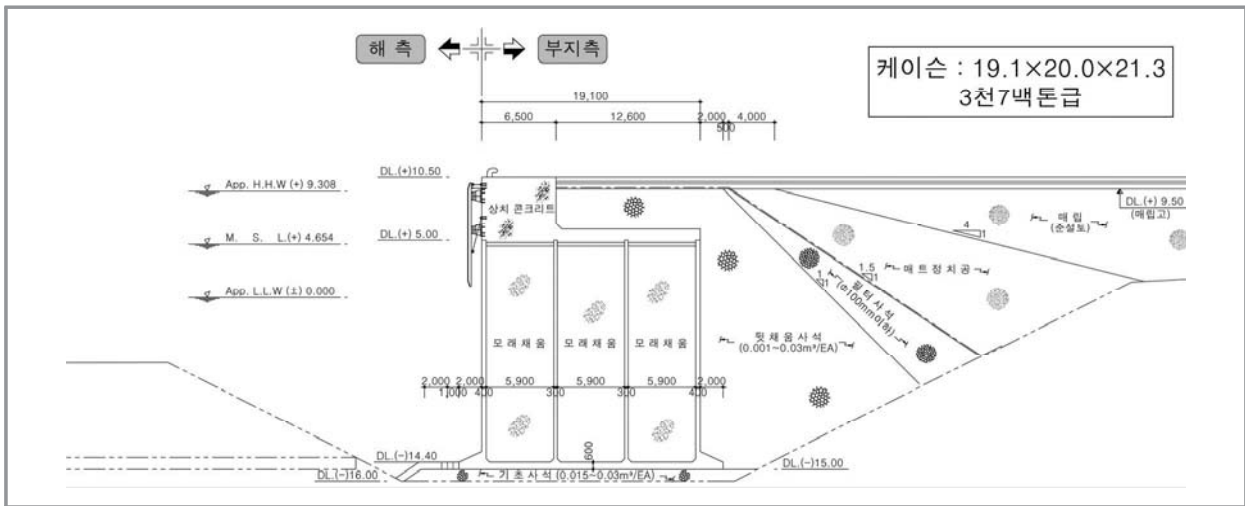 해 측
부지측
케이슨 : 19.1×20.0×21.3
3천7백톤급
19,100
6,500
12,600
2,000
4,000
500
DL.(+)10.50
App. H.H.W (+) 9.308
상치 콘크리트
DL.(+) 9.50
(매립고)
매 립
(준설토)
4
1
M. S. L.(+) 4.654
DL.(+) 5.00
1.5
1
매트정치공
1
1
필터사석
(Φ100mm이하)
App. L.L.W (±) 0.000
모래채움
모래채움
모래채움
뒷채움사석
(0.001~0.03m³/EA)
2,000
2,000
5,900
5,900
5,900
2,000
1,000
400
300
300
400
600
DL.(-)14.40
DL.(-)15.00
DL.(-)16.00
기초사석 (0.015~0.03m³/EA)